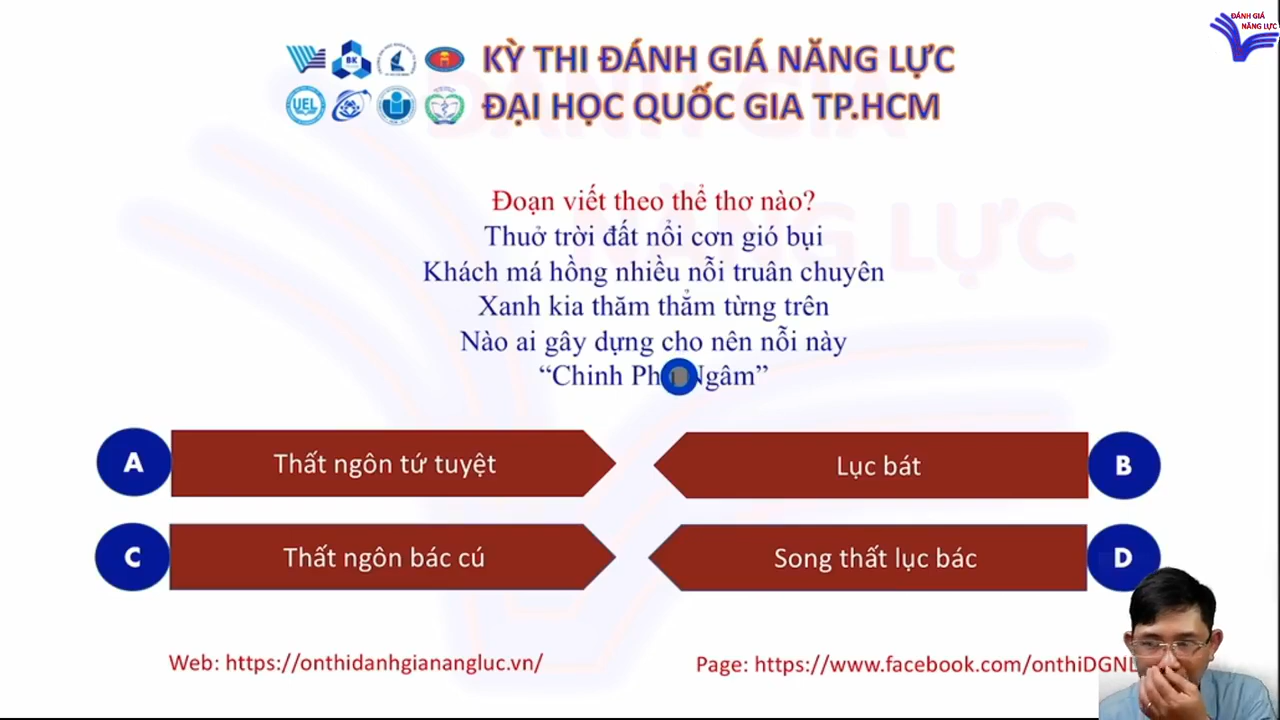 ĐÁNH GIÁ
NĂNG LỰC
KỲ THI ĐÁNH GIÁ NĂNG LỰC
BK
UEL
ĐẠI HỌC QUỐC GIA TP.HCM
Đoạn viết theo thể thơ nào?
Thuở trời đất nổi cơn gió bụi
Khách má hồng nhiều nỗi truân chuyên
Xanh kia thăm thẳm từng trên
Nào ai gây dựng cho nên nỗi này
“Chinh Ngâm”
A Thất ngôn tứ tuyệt
Lục bát B
C Thất ngôn bác cú
Song thất lục bác D
Web: https://onthidanhgianangluc.vn/
Page: https://www.facebook.com/onthiDGNL